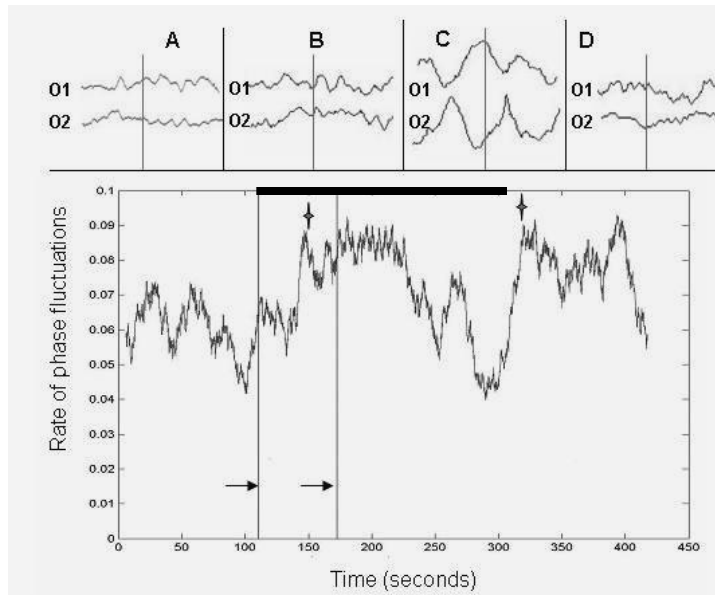 A B C D
O1 O1 O1 O1
O2 O2 O2 O2
Rate of phase fluctuations
0.1
0.09
0.08
0.07
0.06
0.05
0.04
0.03
0.02
0.01
0
0 50 100 150 200 250 300 350 400 450
Time (seconds)